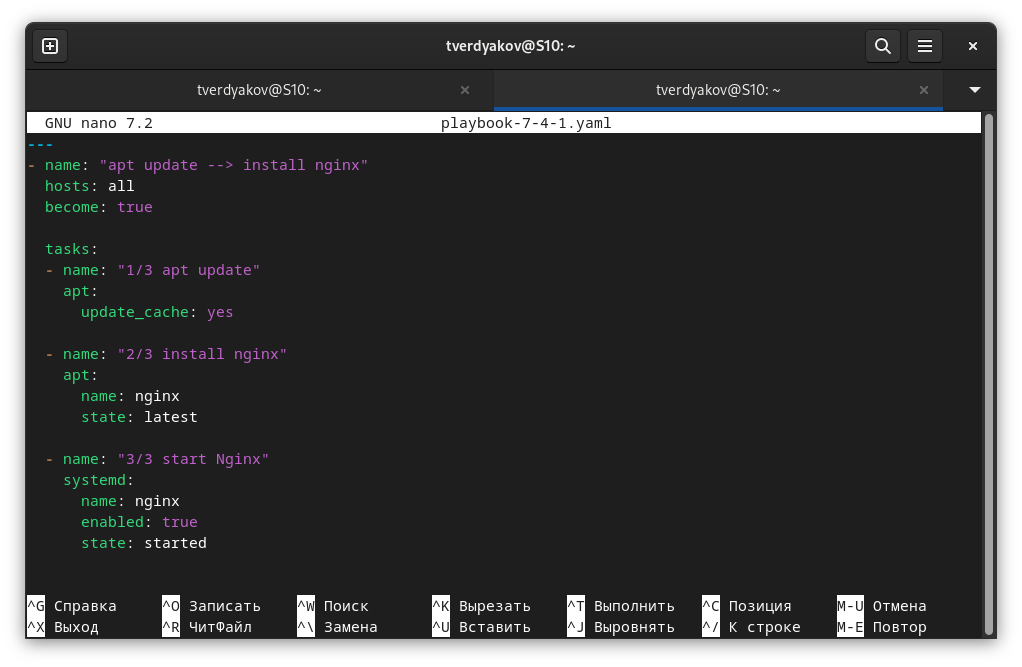 tverdyakov@S10: ~
tverdyakov@S10: ~ tverdyakov@S10: ~
GNU nano 7.2 playbook-7-4-1.yaml
---
- name: "apt update --> install nginx"
  hosts: all
  become: true

  tasks:
  - name: "1/3 apt update"
    apt:
      update_cache: yes

  - name: "2/3 install nginx"
    apt:
      name: nginx
      state: latest

  - name: "3/3 start Nginx"
    systemd:
      name: nginx
      enabled: true
      state: started

^G Справка ^O Записать ^W Поиск ^K Вырезать ^T Выполнить ^C Позиция M-U Отмена
^X Выход ^R ЧитФайл ^\ Замена ^U Вставить ^J Выровнять ^/ К строке M-E Повтор